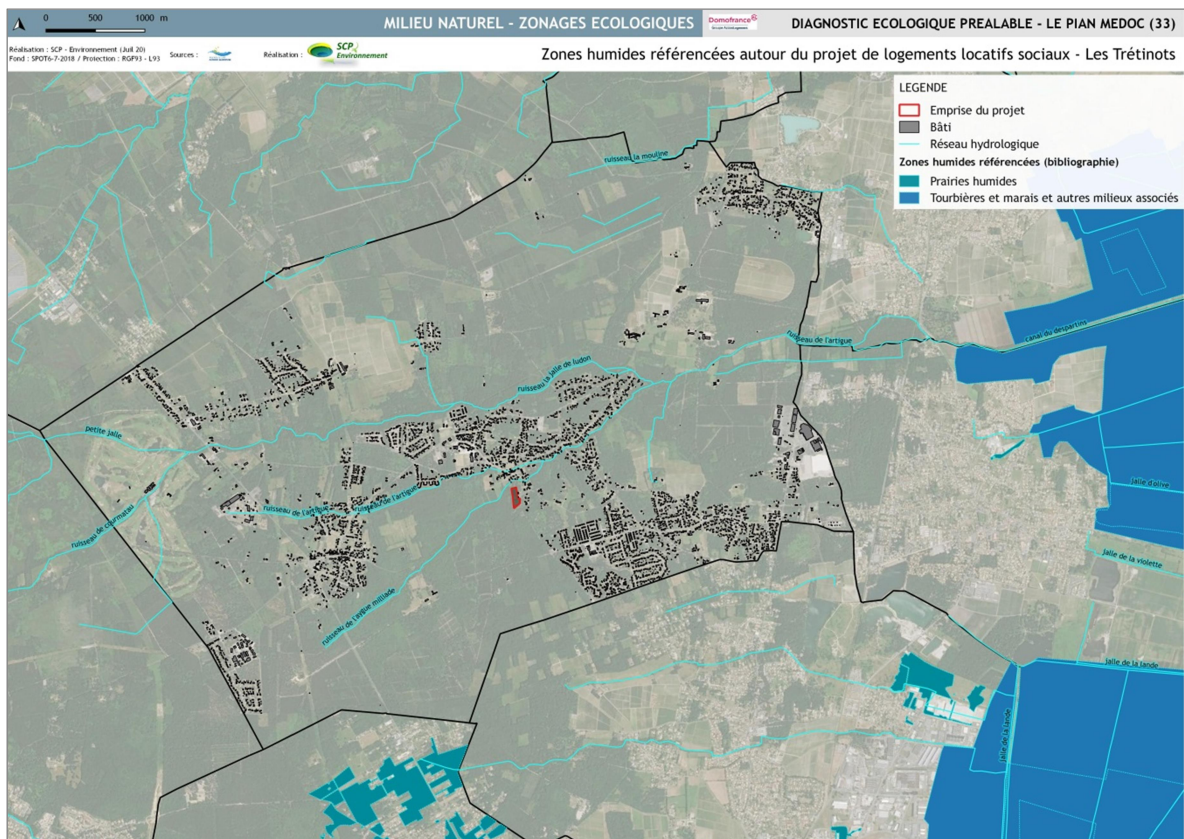 0 500 1000 m
MILIEU NATUREL - ZONAGES ECOLOGIQUES
Domofrance
DIAGNOSTIC ECOLOGIQUE PREALABLE - LE PIAN MEDOC (33)
Réalisation : SCP - Environnement (Juil 20)
Fond : SPOT6-7-2018 / Protection : RGF93 - L93
Sources :
Réalisation :
SCP
Environnement
Zones humides référencées autour du projet de logements locatifs sociaux - Les Trétinots
LEGENDE
Emprise du projet
Bâti
Réseau hydrologique
Zones humides référencées (bibliographie)
Prairies humides
Tourbières et marais et autres milieux associés
ruisseau la mouline
canal du despartins
ruisseau de l'artigue
ruisseau la jalle de ludon
petite jalle
jalle d'olive
ruisseau de l'artigue
ruisseau de l'artigue
ruisseau de courmatau
jalle de la violette
ruisseau de l'aygue milliade
jalle de la lande
jalle de la lande